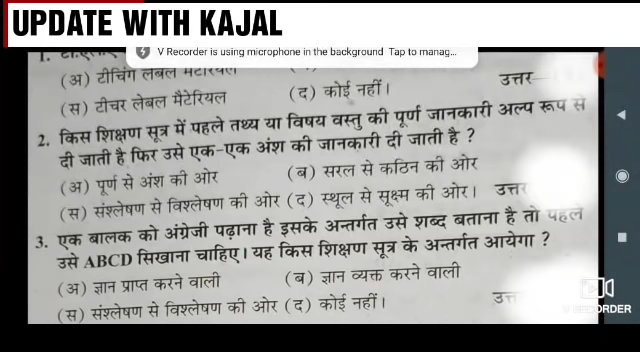 UPDATE WITH KAJAL
V Recorder is using microphone in the background Tap to manag...
1.
(अ) टीचिंग लेबल मैटेरियल
(स) टीचर लेबल मैटेरियल (द) कोई नहीं। उत्तर
2. किस शिक्षण सूत्र में पहले तथ्य या विषय वस्तु की पूर्ण जानकारी अल्प रूप से
दी जाती है फिर उसे एक-एक अंश की जानकारी दी जाती है ?
(अ) पूर्ण से अंश की ओर (ब) सरल से कठिन की ओर
(स) संश्लेषण से विश्लेषण की ओर (द) स्थूल से सूक्ष्म की ओर। उत्तर
3. एक बालक को अंग्रेजी पढ़ाना है इसके अन्तर्गत उसे शब्द बताना है तो पहले
उसे ABCD सिखाना चाहिए। यह किस शिक्षण सूत्र के अन्तर्गत आयेगा ?
(अ) ज्ञान प्राप्त करने वाली (ब) ज्ञान व्यक्त करने वाली
(स) संश्लेषण से विश्लेषण की ओर (द) कोई नहीं।